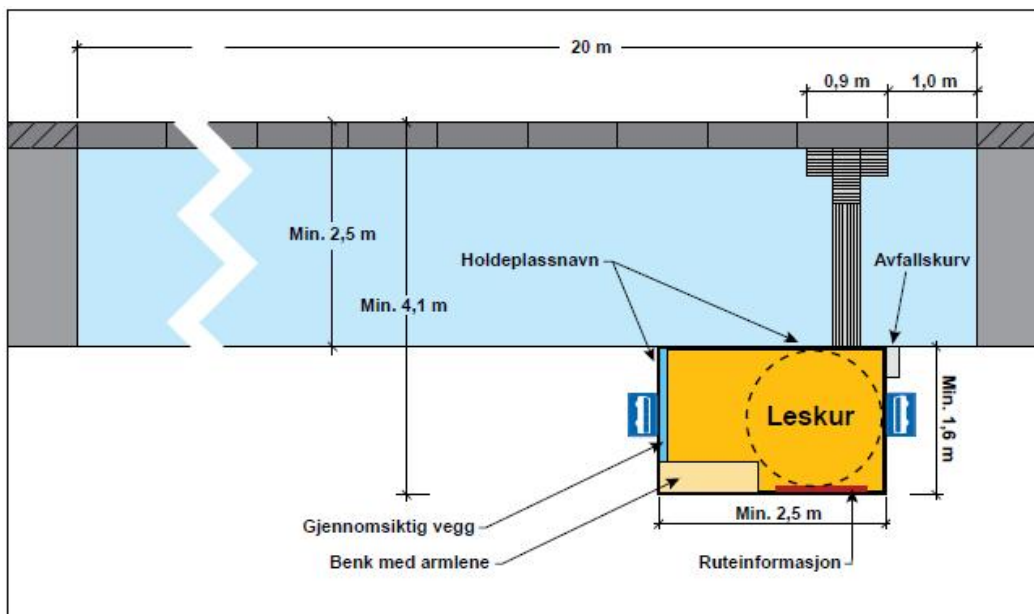 20 m
0,9 m
1,0 m
Min. 2,5 m
Holdeplassnavn
Avfallskurv
Min. 4,1 m
Leskur
Min. 1,6 m
Min. 2,5 m
Gjennomsiktig vegg
Benk med armlene
Ruteinformasjon